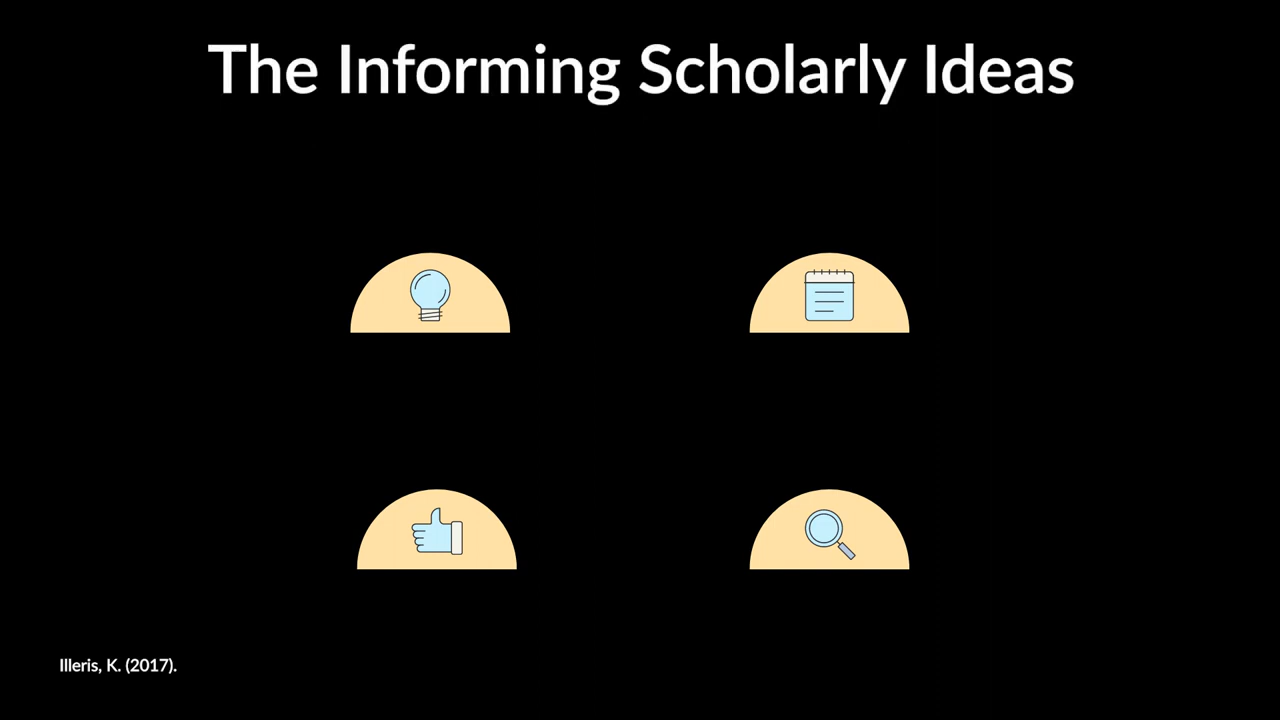 The Informing Scholarly Ideas
Illeris, K. (2017).